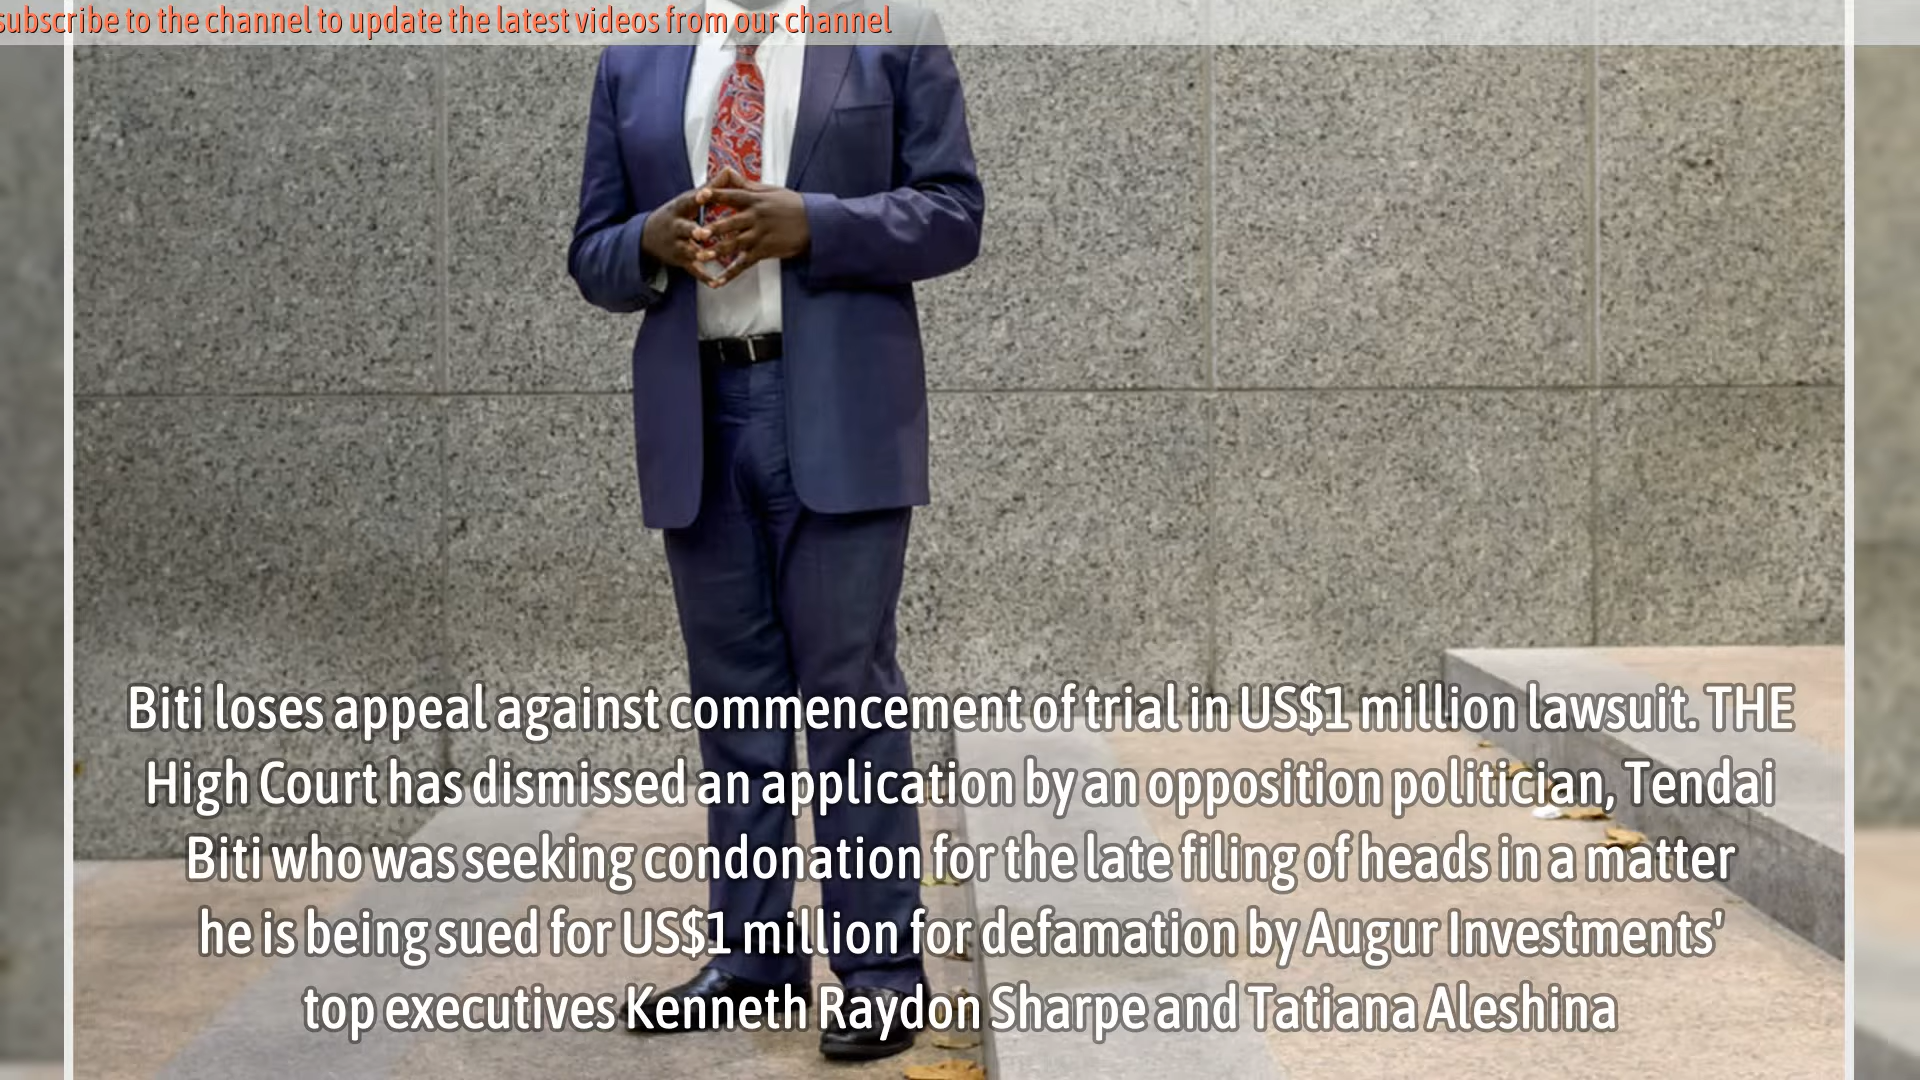 subscribe to the channel to update the latest videos from our channel
Biti loses appeal against commencement of trial in US$1 million lawsuit. THE
High Court has dismissed an application by an opposition politician, Tendai
Biti who was seeking condonation for the late filing of heads in a matter
he is being sued for US$1 million for defamation by Augur Investments'
top executives Kenneth Raydon Sharpe and Tatiana Aleshina